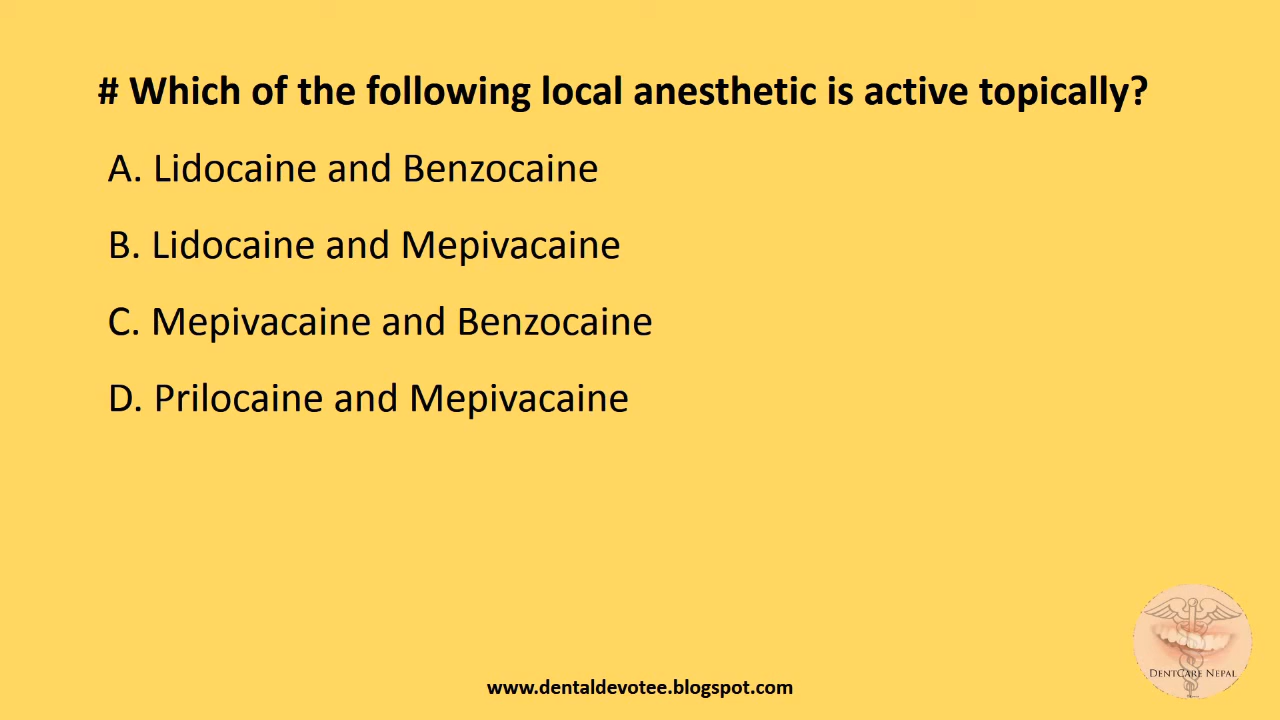 # Which of the following local anesthetic is active topically?
A. Lidocaine and Benzocaine
B. Lidocaine and Mepivacaine
C. Mepivacaine and Benzocaine
D. Prilocaine and Mepivacaine
DENTCARE NEPAL
www.dentaldevotee.blogspot.com